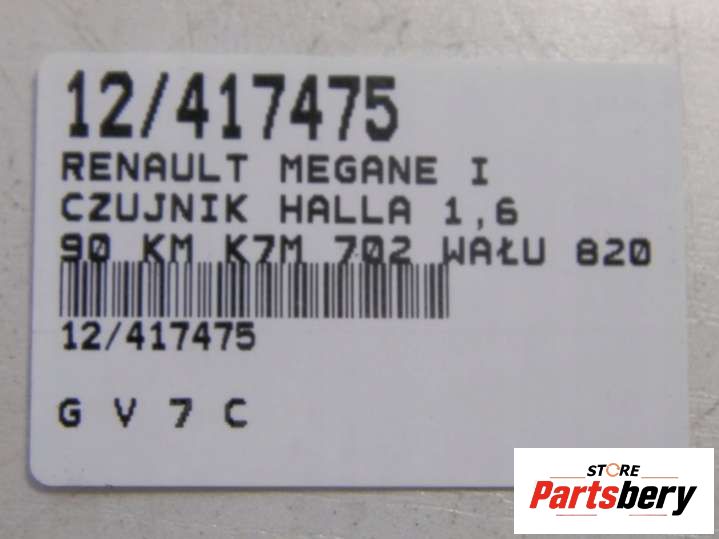 12/417475
RENAULT MEGANE I
CZUJNIK HALLA 1,6
90 KM K7M 702 WAŁU 820
12/417475
G V 7 C
STORE
Partsbery